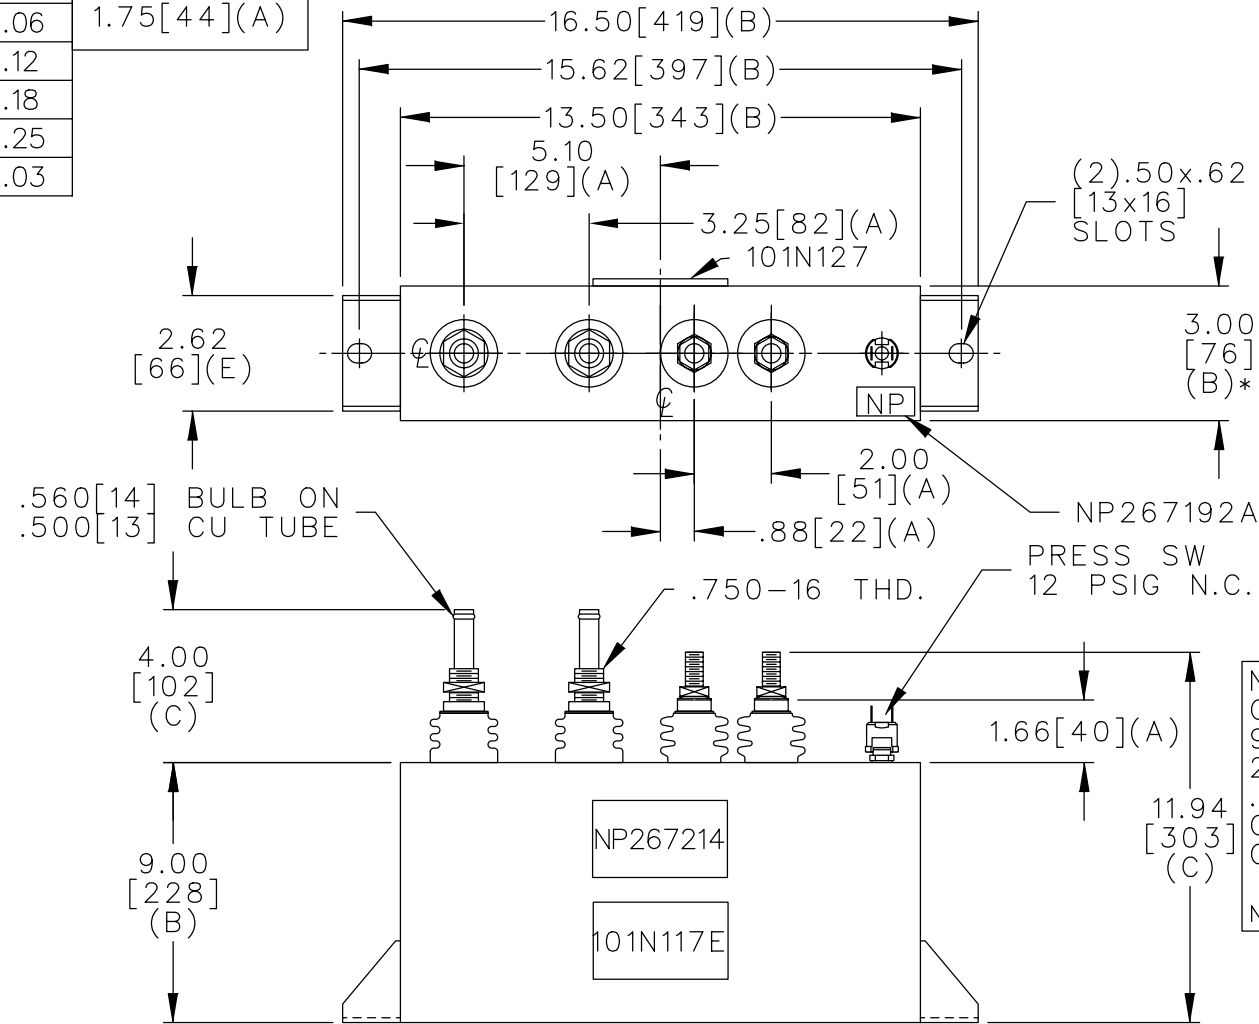 .06
.12
.18
.25
.03
1.75[44](A)
16.50[419](B)
15.62[397](B)
13.50[343](B)
5.10
[129](A)
3.25[82](A)
101N127
(2).50x.62
[13x16]
SLOTS
2.62
[66](E)
3.00
[76]
(B)*
℄
℄
NP
2.00
[51](A)
.88[22](A)
NP267192A
.560[14] BULB ON
.500[13] CU TUBE
PRESS SW
12 PSIG N.C.
.750-16 THD.
4.00
[102]
(C)
1.66[40](A)
11.94
[303]
(C)
9.00
[228]
(B)
NP267214
101N117E